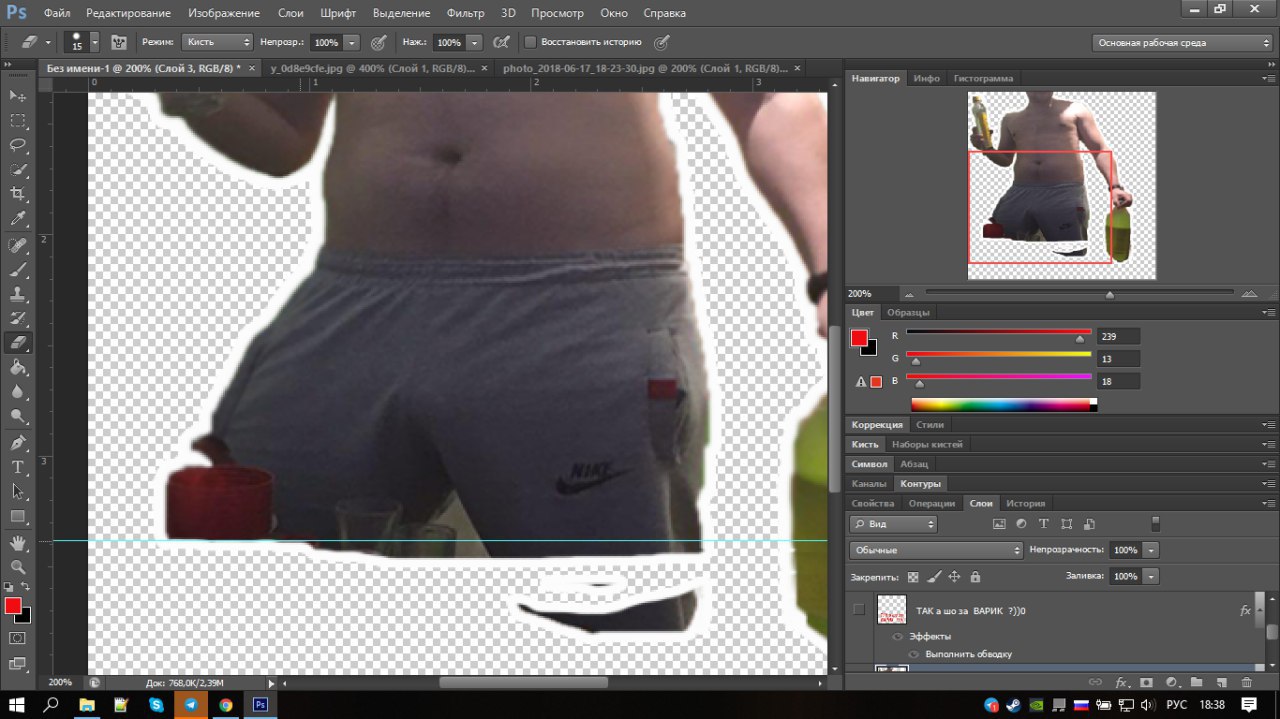 Ps Файл Редактирование Изображение Слои Шрифт Выделение Фильтр 3D Просмотр Окно Справка
15 Режим: Кисть Непрозр.: 100% Наж.: 100% Восстановить историю Основная рабочая среда
Без имени-1 @ 200% (Слой 3, RGB/8) * × y_0d8e9cfe.jpg @ 400% (Слой 1, RGB/8)... × photo_2018-06-17_18-23-30.jpg @ 200% (Слой 1, RGB/8)... ×
Навигатор Инфо Гистограмма
0 1 2 3
2
3
200%
Цвет Образцы
R 239
G 13
B 18
Коррекция Стили
Кисть Наборы кистей
Символ Абзац
Каналы Контуры
Свойства Операции Слои История
Вид
Обычные Непрозрачность: 100%
Закрепить: Заливка: 100%
ТАК а шо за ВАРИК ?))0 fx
Эффекты
Выполнить обводку
NIKE
200% Док: 768,0K/2,39M
fx
РУС 18:38